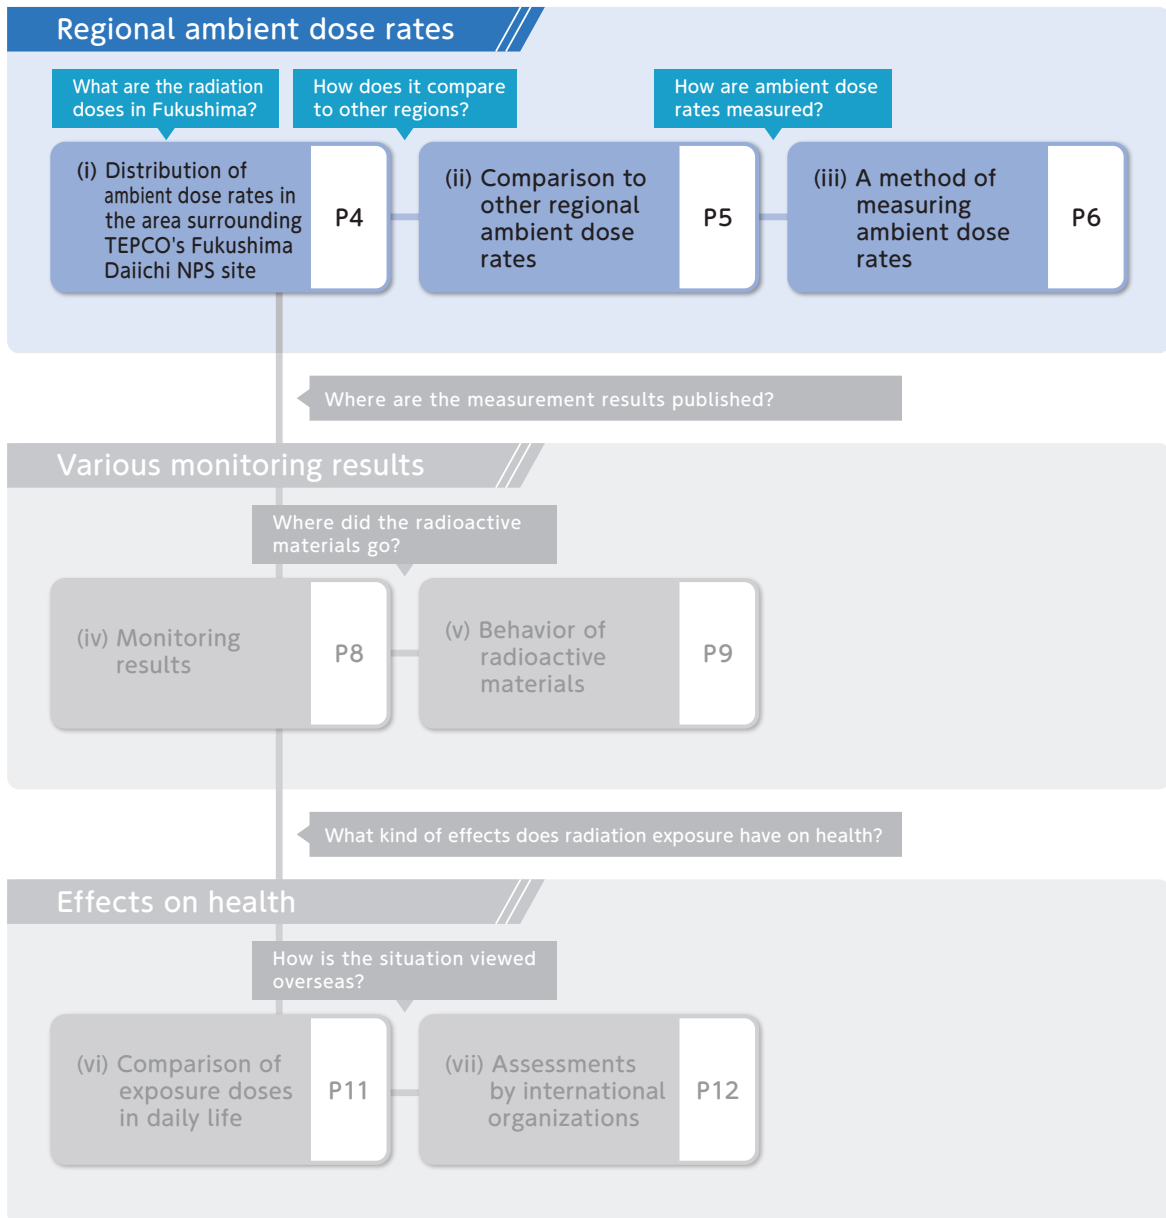 Regional ambient dose rates
What are the radiation
doses in Fukushima?
How does it compare
to other regions?
How are ambient dose
rates measured?
(i) Distribution of
ambient dose rates in
the area surrounding
TEPCO's Fukushima
Daiichi NPS site
P4
(ii) Comparison to
other regional
ambient dose
rates
P5
(iii) A method of
measuring
ambient dose
rates
P6
Where are the measurement results published?
Various monitoring results
Where did the radioactive
materials go?
(iv) Monitoring
results
P8
(v) Behavior of
radioactive
materials
P9
What kind of effects does radiation exposure have on health?
Effects on health
How is the situation viewed
overseas?
(vi) Comparison of
exposure doses
in daily life
P11
(vii) Assessments
by international
organizations
P12